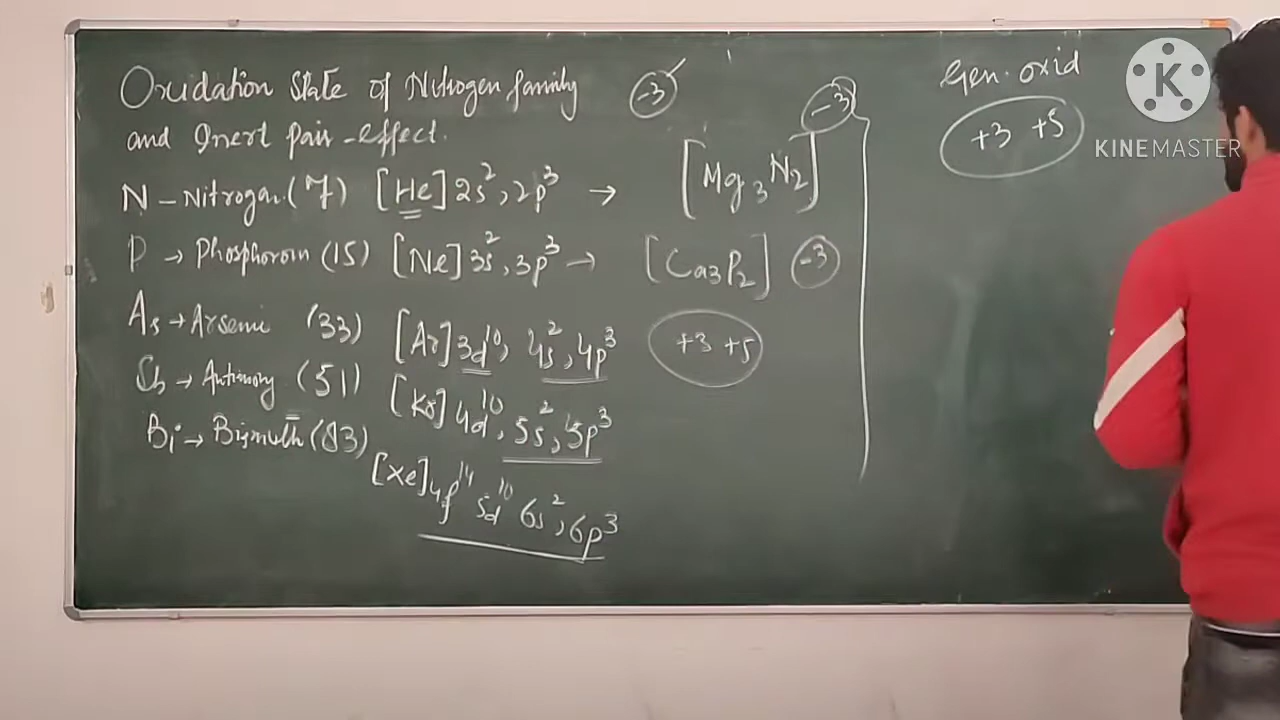 Oxidation State of Nitrogen family
and Inert pair-effect.
-3
N - Nitrogen (7) [He] 2s², 2p³ →
[Mg₃N₂] -3
P → Phosphorous (15) [Ne] 3s², 3p³ →
[Ca₃P₂] -3
As → Arsenic (33) [Ar] 3d¹⁰, 4s², 4p³
+3 +5
Sb → Antimony (51) [Kr] 4d¹⁰, 5s², 5p³
Bi → Bismuth (83)
[Xe] 4f¹⁴ 5d¹⁰ 6s², 6p³
Gen. oxid
+3 +5
K
KINEMASTER